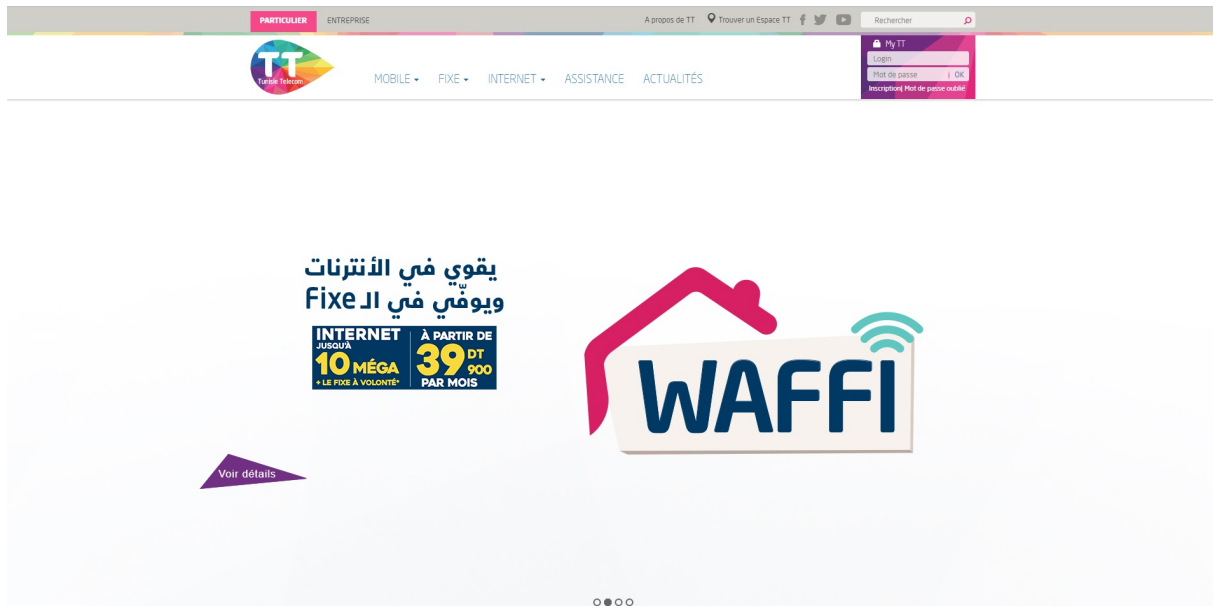 PARTICULIER ENTREPRISE A propos de TT Trouver un Espace TT Rechercher
TT
Tunisie Telecom
MOBILE FIXE INTERNET ASSISTANCE ACTUALITÉS
My TT
Login
Mot de passe OK
Inscription| Mot de passe oublié
يقوي في الأنترنات
ويوفّي في الـ Fixe
INTERNET
JUSQU'À
10 MÉGA
+ LE FIXE À VOLONTÉ*
À PARTIR DE
39 DT 900
PAR MOIS
WAFFI
Voir détails